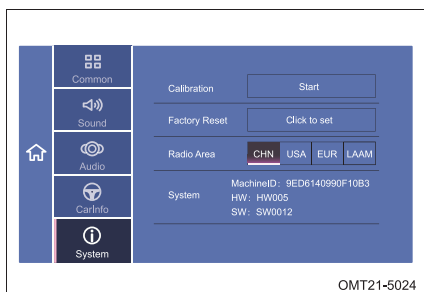 Common
Sound
Audio
CarInfo
System
Calibration Start
Factory Reset Click to set
Radio Area CHN USA EUR LAAM
System MachineID: 9ED6140990F10B3
HW: HW005
SW: SW0012
OMT21-5024